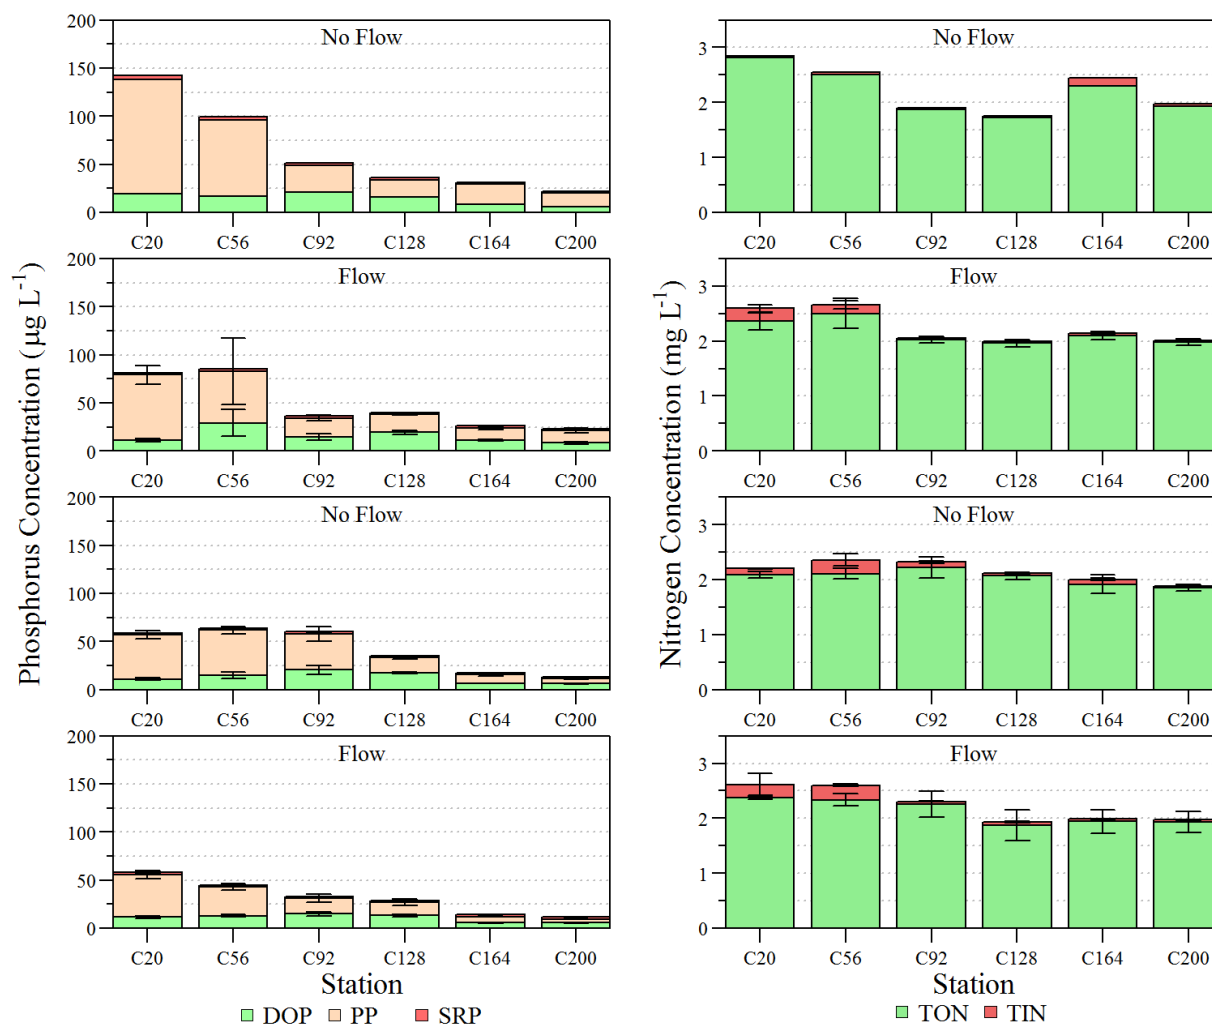 Phosphorus Concentration (µg L⁻¹)
No Flow
200
150
100
50
0
C20 C56 C92 C128 C164 C200
Flow
200
150
100
50
0
C20 C56 C92 C128 C164 C200
No Flow
200
150
100
50
0
C20 C56 C92 C128 C164 C200
Flow
200
150
100
50
0
C20 C56 C92 C128 C164 C200
Station
DOP PP SRP
Nitrogen Concentration (mg L⁻¹)
No Flow
3
2
1
0
C20 C56 C92 C128 C164 C200
Flow
3
2
1
0
C20 C56 C92 C128 C164 C200
No Flow
3
2
1
0
C20 C56 C92 C128 C164 C200
Flow
3
2
1
0
C20 C56 C92 C128 C164 C200
Station
TON TIN